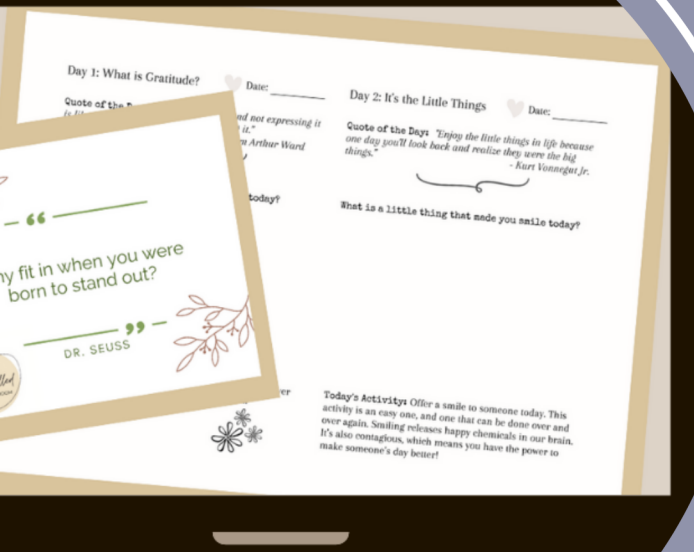 Day 1: What is Gratitude?
Date:
Quote of the
nd not expressing it
it."
Arthur Ward
today?
Day 2: It's the Little Things
Date:
Quote of the Day: "Enjoy the little things in life because
one day you'll look back and realize they were the big
things."
- Kurt Vonnegut Jr.
What is a little thing that made you smile today?
Today's Activity: Offer a smile to someone today. This
activity is an easy one, and one that can be done over and
over again. Smiling releases happy chemicals in our brain.
It's also contagious, which means you have the power to
make someone's day better!
er
“
hy fit in when you were
born to stand out?
”
DR. SEUSS